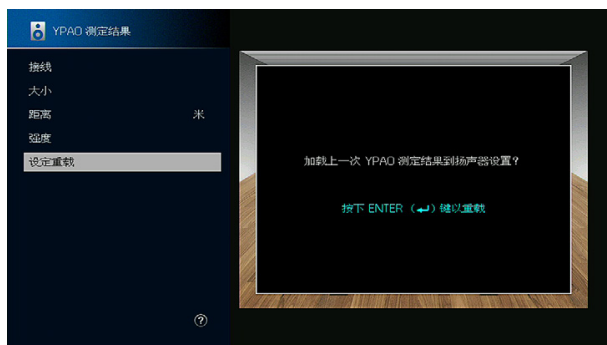 YPAO 测定结果
接线
大小
距离 米
强度
设定重载
加载上一次 YPAO 测定结果到扬声器设置?
按下 ENTER (↵) 键以重载
?